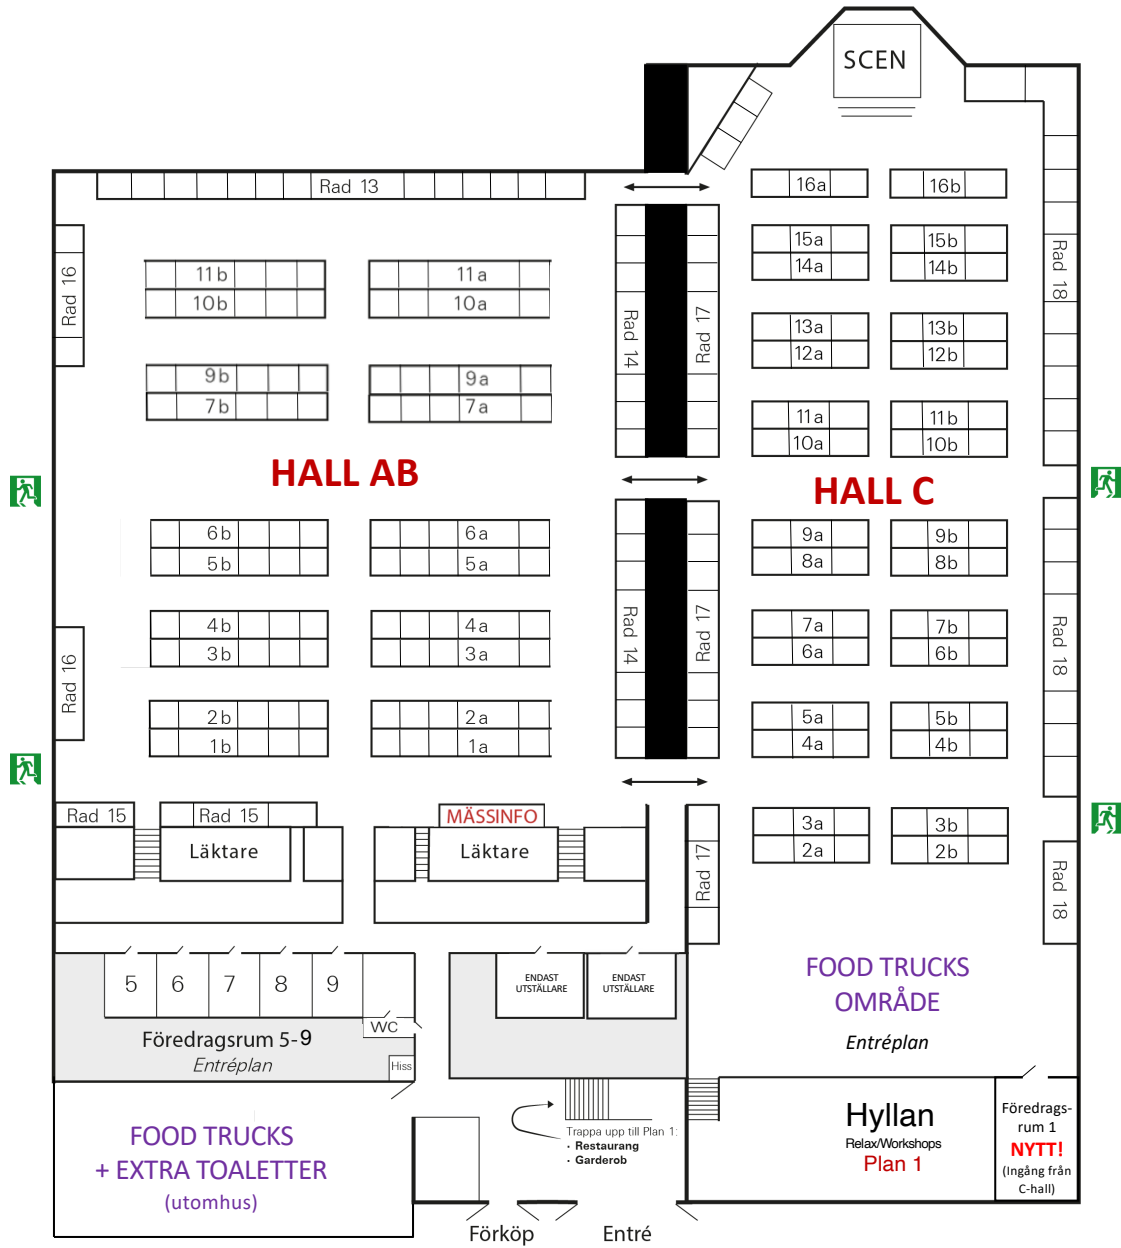 SCEN
Rad 13
16a
16b
15a
14a
15b
14b
Rad 18
Rad 16
11b
10b
11a
10a
Rad 14
Rad 17
13a
12a
13b
12b
9b
7b
9a
7a
11a
10a
11b
10b
HALL AB
HALL C
6b
5b
6a
5a
9a
8a
9b
8b
4b
3b
4a
3a
Rad 14
Rad 17
7a
6a
7b
6b
Rad 18
Rad 16
2b
1b
2a
1a
5a
4a
5b
4b
Rad 15
Rad 15
MÄSSINFO
3a
2a
3b
2b
Läktare
Läktare
Rad 17
Rad 18
5
6
7
8
9
ENDAST
UTSTÄLLARE
ENDAST
UTSTÄLLARE
FOOD TRUCKS
OMRÅDE
Entréplan
WC
Föredragsrum 5-9
Entréplan
Hiss
FOOD TRUCKS
+ EXTRA TOALETTER
(utomhus)
Trappa upp till Plan 1:
· Restaurang
· Garderob
Hyllan
Relax/Workshops
Plan 1
Föredrags-
rum 1
NYTT!
(Ingång från
C-hall)
Förköp
Entré